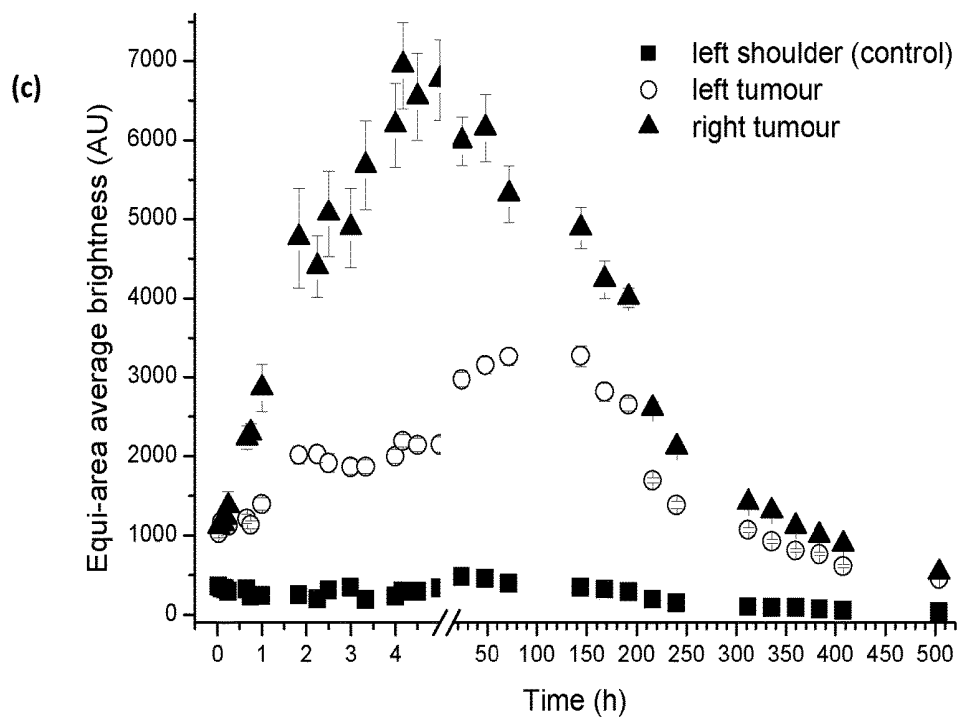 (c)
Equi-area average brightness (AU)
7000
6000
5000
4000
3000
2000
1000
0
left shoulder (control)
left tumour
right tumour
0 1 2 3 4 50 100 150 200 250 300 350 400 450 500
Time (h)